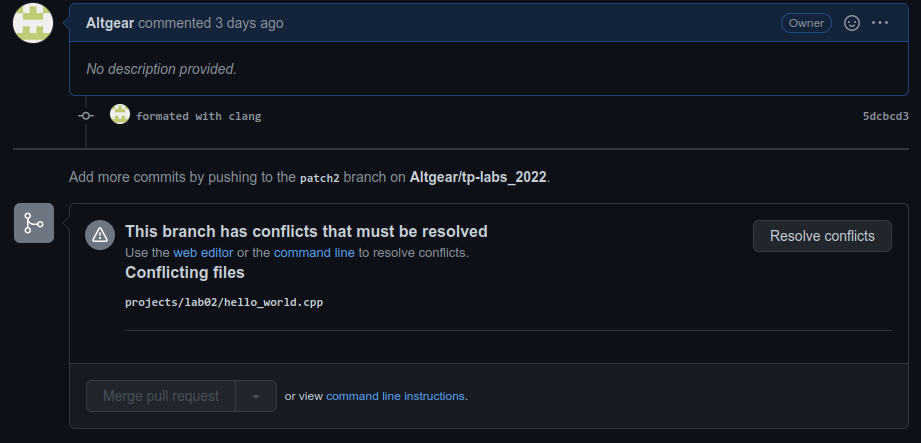 Altgear commented 3 days ago
Owner
No description provided.
formated with clang
5dcbcd3
Add more commits by pushing to the patch2 branch on Altgear/tp-labs_2022.
This branch has conflicts that must be resolved
Use the web editor or the command line to resolve conflicts.
Resolve conflicts
Conflicting files
projects/lab02/hello_world.cpp
Merge pull request
or view command line instructions.